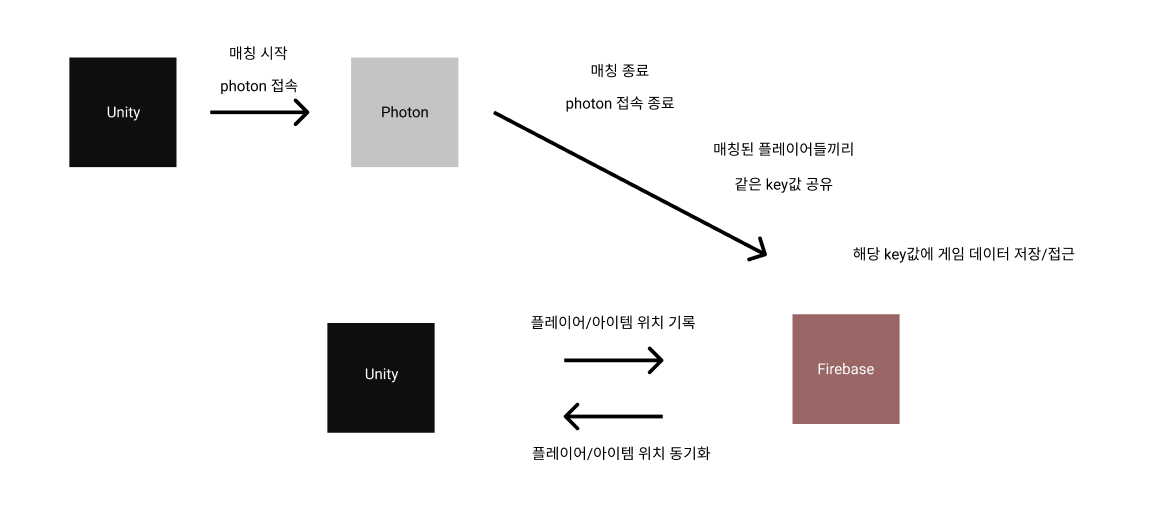 매칭 시작
photon 접속
Unity
Photon
매칭 종료
photon 접속 종료
매칭된 플레이어들끼리
같은 key값 공유
해당 key값에 게임 데이터 저장/접근
플레이어/아이템 위치 기록
Unity
Firebase
플레이어/아이템 위치 동기화